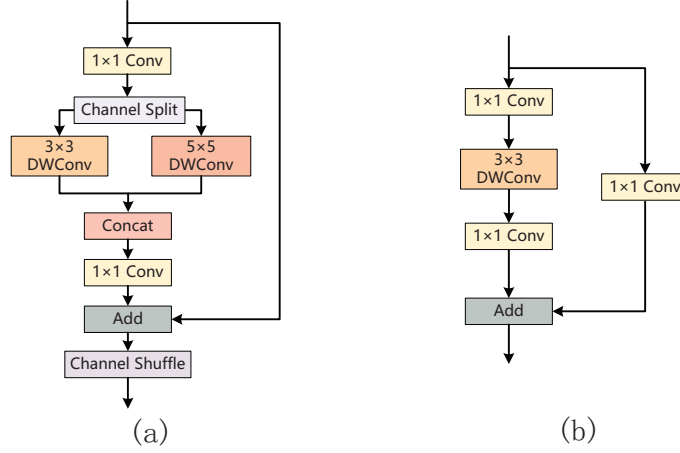 1×1 Conv
Channel Split
3×3
DWConv
5×5
DWConv
Concat
1×1 Conv
Add
Channel Shuffle
(a)
1×1 Conv
3×3
DWConv
1×1 Conv
1×1 Conv
Add
(b)